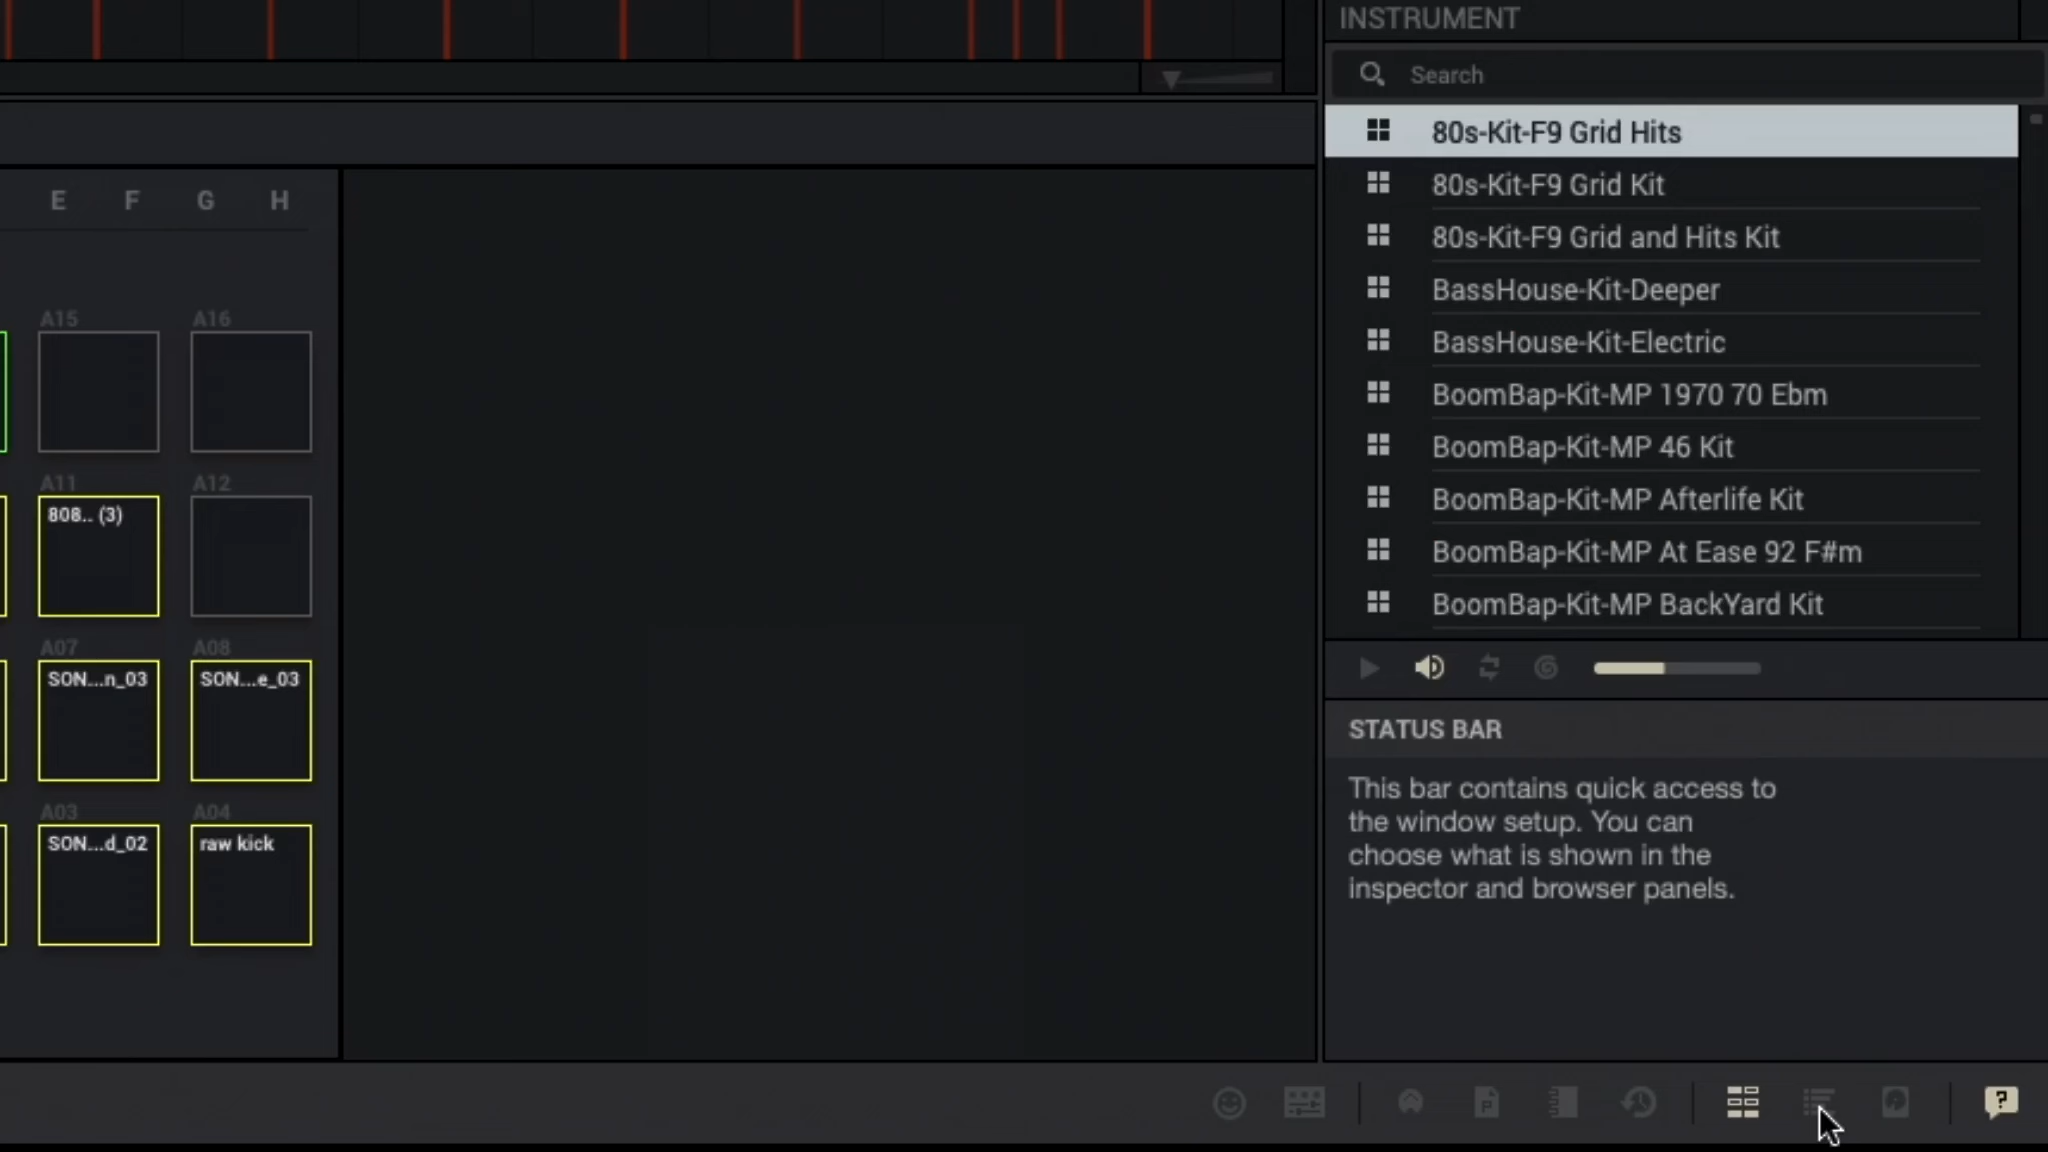 E F G H
A15 A16
A11 A12
808.. (3)
A07 A08
SON...n_03 SON...e_03
A03 A04
SON...d_02 raw kick
INSTRUMENT
Search
80s-Kit-F9 Grid Hits
80s-Kit-F9 Grid Kit
80s-Kit-F9 Grid and Hits Kit
BassHouse-Kit-Deeper
BassHouse-Kit-Electric
BoomBap-Kit-MP 1970 70 Ebm
BoomBap-Kit-MP 46 Kit
BoomBap-Kit-MP Afterlife Kit
BoomBap-Kit-MP At Ease 92 F#m
BoomBap-Kit-MP BackYard Kit
STATUS BAR
This bar contains quick access to
the window setup. You can
choose what is shown in the
inspector and browser panels.
P
?